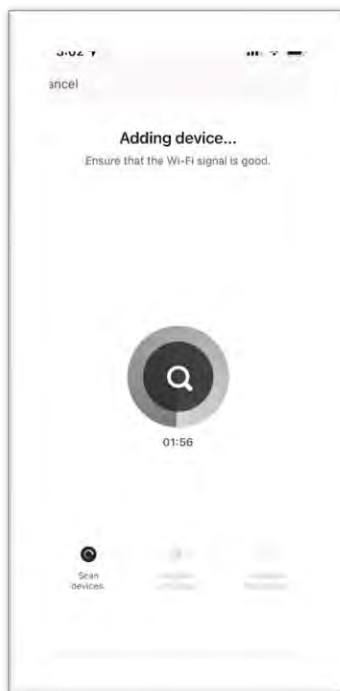 ancel
Adding device...
Ensure that the Wi-Fi signal is good.
01:56
Scan
devices